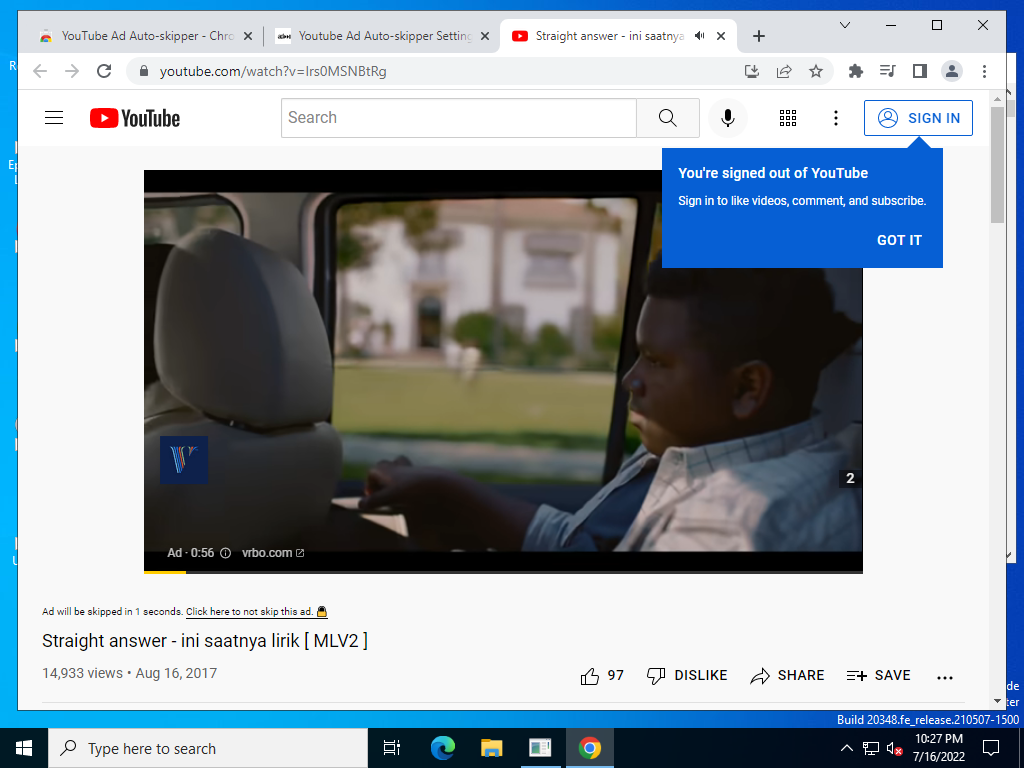 YouTube Ad Auto-skipper - Chro
Youtube Ad Auto-skipper Setting
Straight answer - ini saatnya
youtube.com/watch?v=Irs0MSNBtRg
YouTube
Search
SIGN IN
You're signed out of YouTube
Sign in to like videos, comment, and subscribe.
GOT IT
2
Ad · 0:56
vrbo.com
Ad will be skipped in 1 seconds. Click here to not skip this ad.
Straight answer - ini saatnya lirik [ MLV2 ]
14,933 views • Aug 16, 2017
97
DISLIKE
SHARE
SAVE
Build 20348.fe_release.210507-1500
Type here to search
10:27 PM
7/16/2022